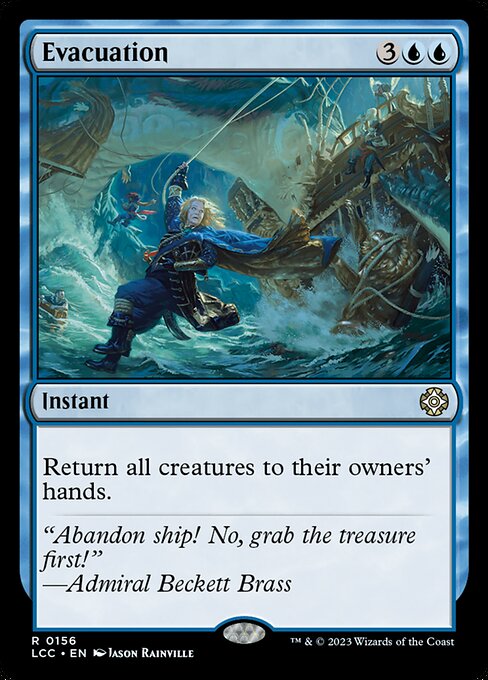 Evacuation 3
Instant
Return all creatures to their owners’
hands.
“Abandon ship! No, grab the treasure
first!”
—Admiral Beckett Brass
R 0156
LCC • EN Jason Rainville
™ & © 2023 Wizards of the Coast